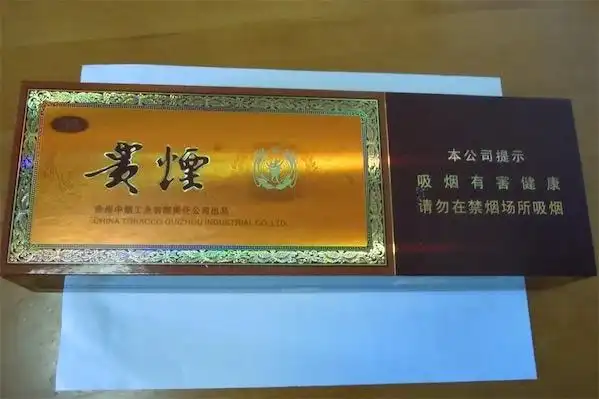 贵煙
贵州中烟工业有限责任公司出品
CHINA TOBACCO GUIZHOU INDUSTRIAL CO.,LTD.
本公司提示
吸烟有害健康
请勿在禁烟场所吸烟